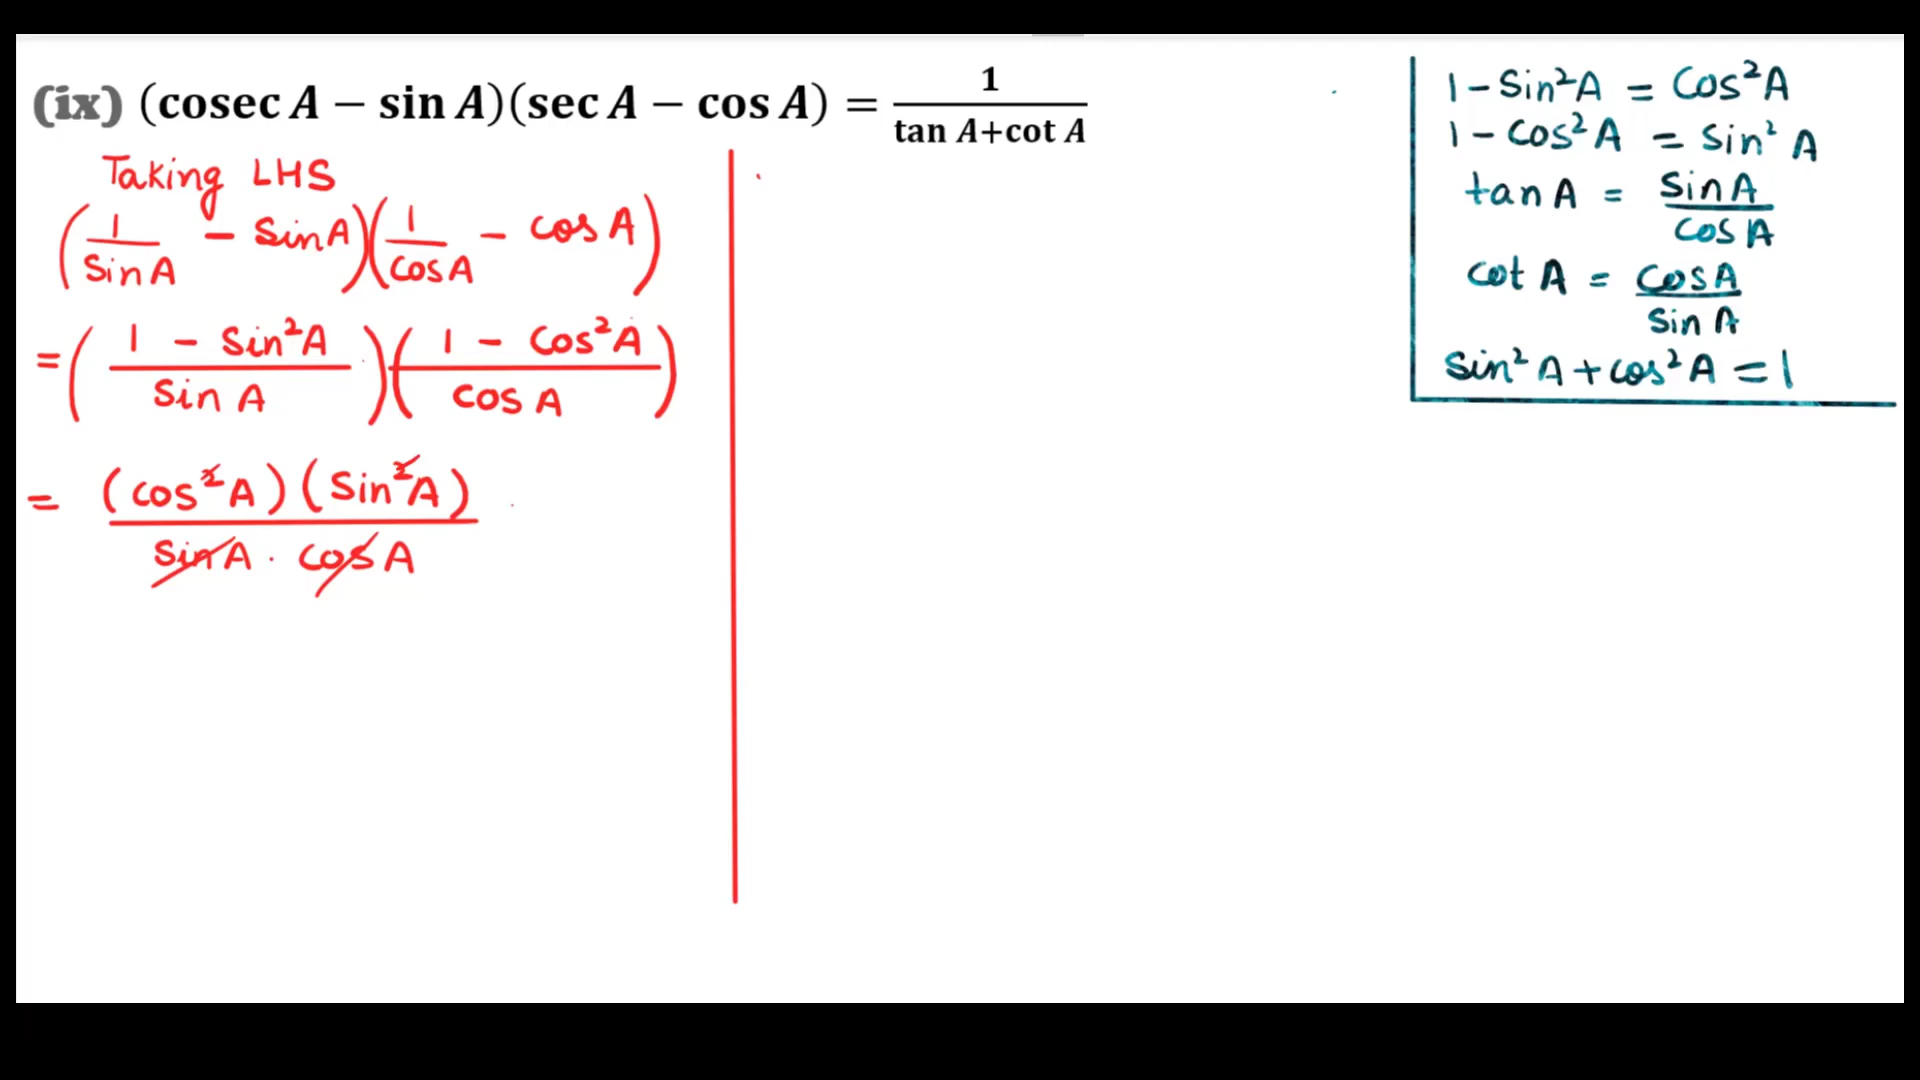 (ix) (cosec A − sin A)(sec A − cos A) = 1/(tan A+cot A)
Taking LHS
(1/Sin A − Sin A)(1/Cos A − cos A)
= (1 − Sin²A / Sin A)(1 − Cos²A / Cos A)
= (cos²A)(Sin²A) / Sin A · Cos A
1 − Sin²A = Cos²A
1 − Cos²A = Sin²A
tan A = Sin A / Cos A
Cot A = Cos A / Sin A
Sin²A + Cos²A = 1